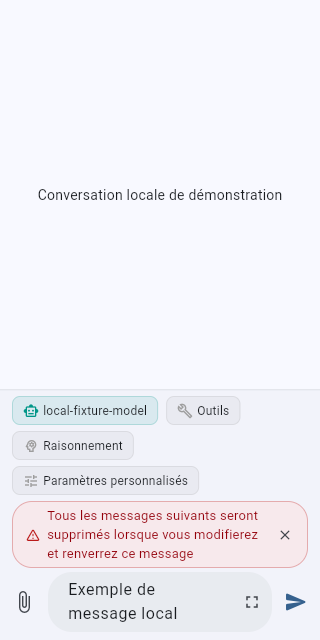 Conversation locale de démonstration
local-fixture-model
Outils
Raisonnement
Paramètres personnalisés
Tous les messages suivants seront
supprimés lorsque vous modifierez
et renverrez ce message
Exemple de
message local